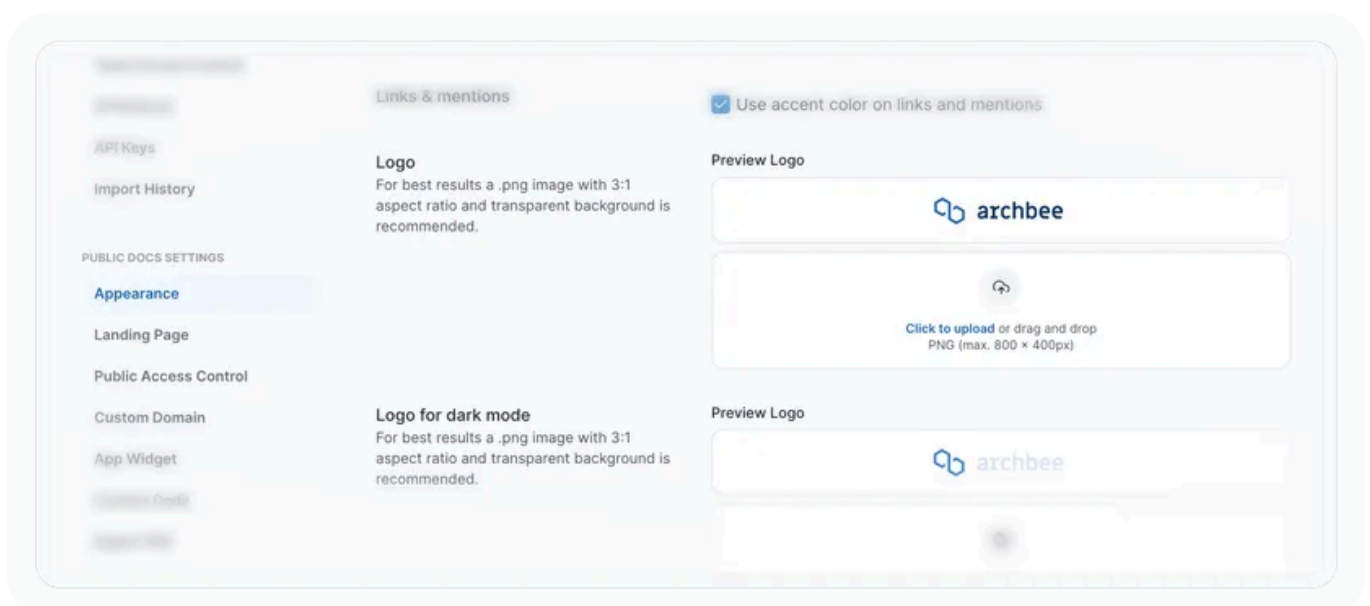 API Keys
Import History
PUBLIC DOCS SETTINGS
Appearance
Landing Page
Public Access Control
Custom Domain
App Widget
Links & mentions
Use accent color on links and mentions
Logo
For best results a .png image with 3:1
aspect ratio and transparent background is
recommended.
Preview Logo
archbee
Click to upload or drag and drop
PNG (max. 800 × 400px)
Logo for dark mode
For best results a .png image with 3:1
aspect ratio and transparent background is
recommended.
Preview Logo
archbee